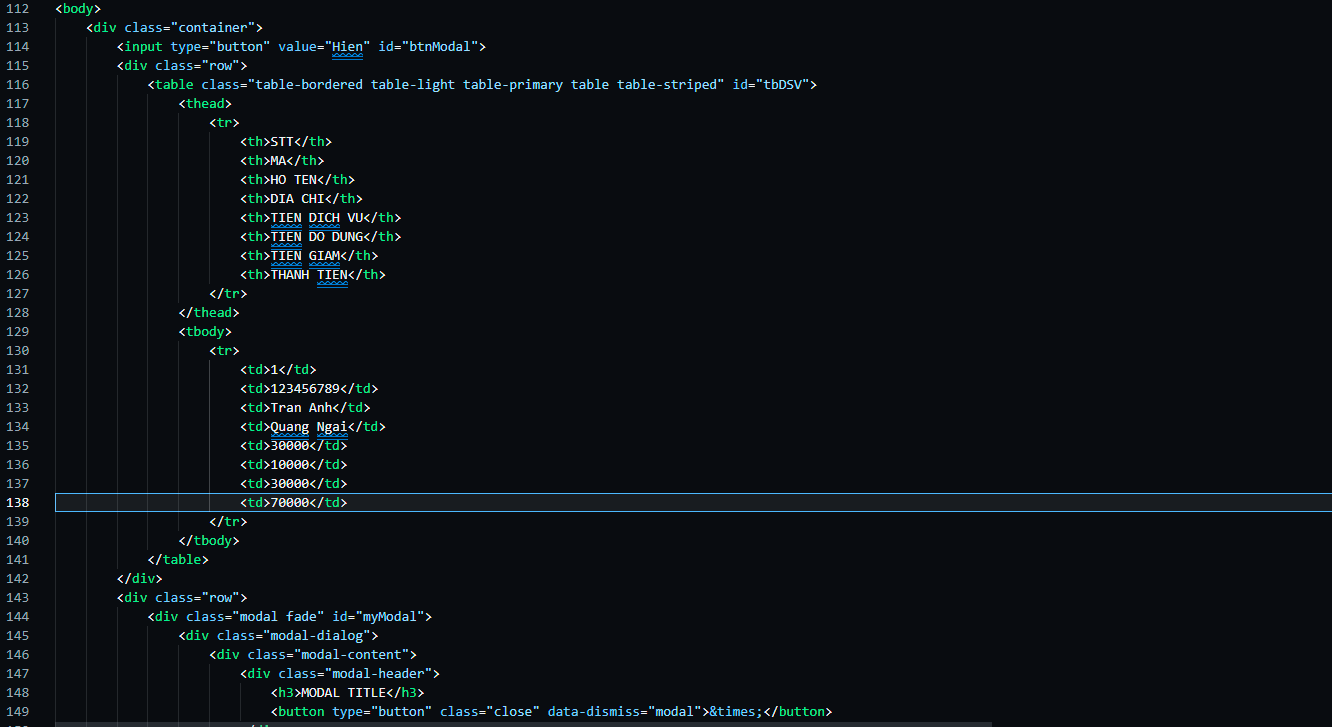 112 <body>
113 <div class="container">
114 <input type="button" value="Hien" id="btnModal">
115 <div class="row">
116 <table class="table-bordered table-light table-primary table table-striped" id="tbDSV">
117 <thead>
118 <tr>
119 <th>STT</th>
120 <th>MA</th>
121 <th>HO TEN</th>
122 <th>DIA CHI</th>
123 <th>TIEN DICH VU</th>
124 <th>TIEN DO DUNG</th>
125 <th>TIEN GIAM</th>
126 <th>THANH TIEN</th>
127 </tr>
128 </thead>
129 <tbody>
130 <tr>
131 <td>1</td>
132 <td>123456789</td>
133 <td>Tran Anh</td>
134 <td>Quang Ngai</td>
135 <td>30000</td>
136 <td>10000</td>
137 <td>30000</td>
138 <td>70000</td>
139 </tr>
140 </tbody>
141 </table>
142 </div>
143 <div class="row">
144 <div class="modal fade" id="myModal">
145 <div class="modal-dialog">
146 <div class="modal-content">
147 <div class="modal-header">
148 <h3>MODAL TITLE</h3>
149 <button type="button" class="close" data-dismiss="modal">&times;</button>